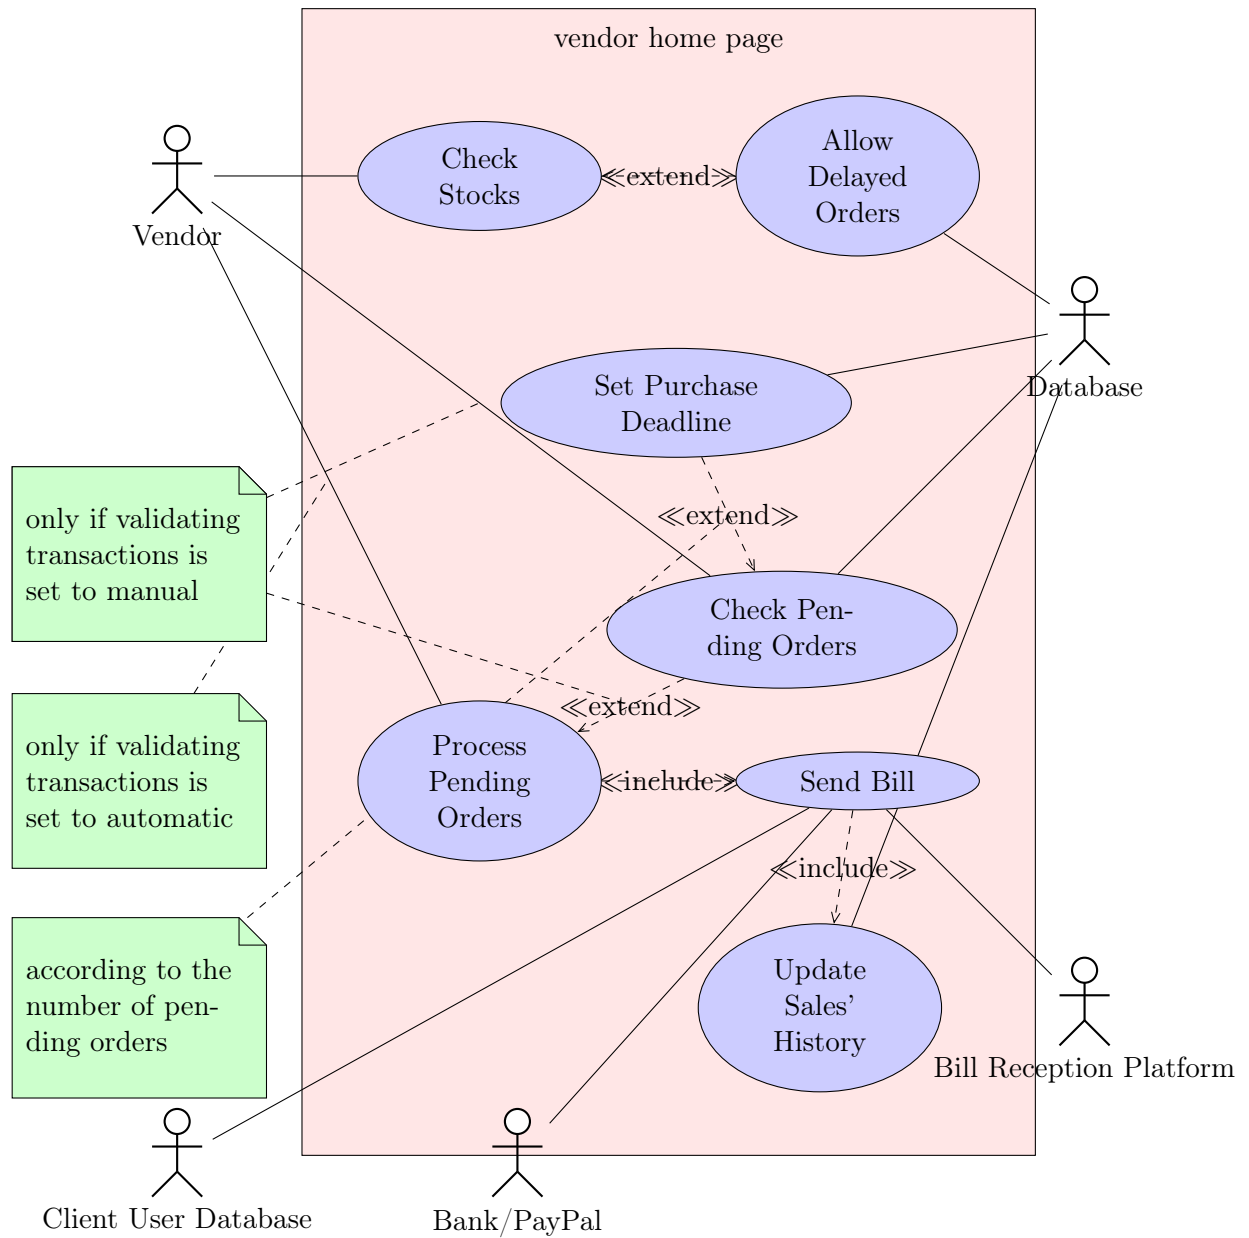 vendor home page
Check
Stocks
≪extend≫
Allow
Delayed
Orders
Vendor
Set Purchase
Deadline
Database
only if validating
transactions is
set to manual
≪extend≫
Check Pen-
ding Orders
≪extend≫
only if validating
transactions is
set to automatic
Process
Pending
Orders
≪include≫
Send Bill
≪include≫
according to the
number of pen-
ding orders
Update
Sales'
History
Bill Reception Platform
Client User Database
Bank/PayPal